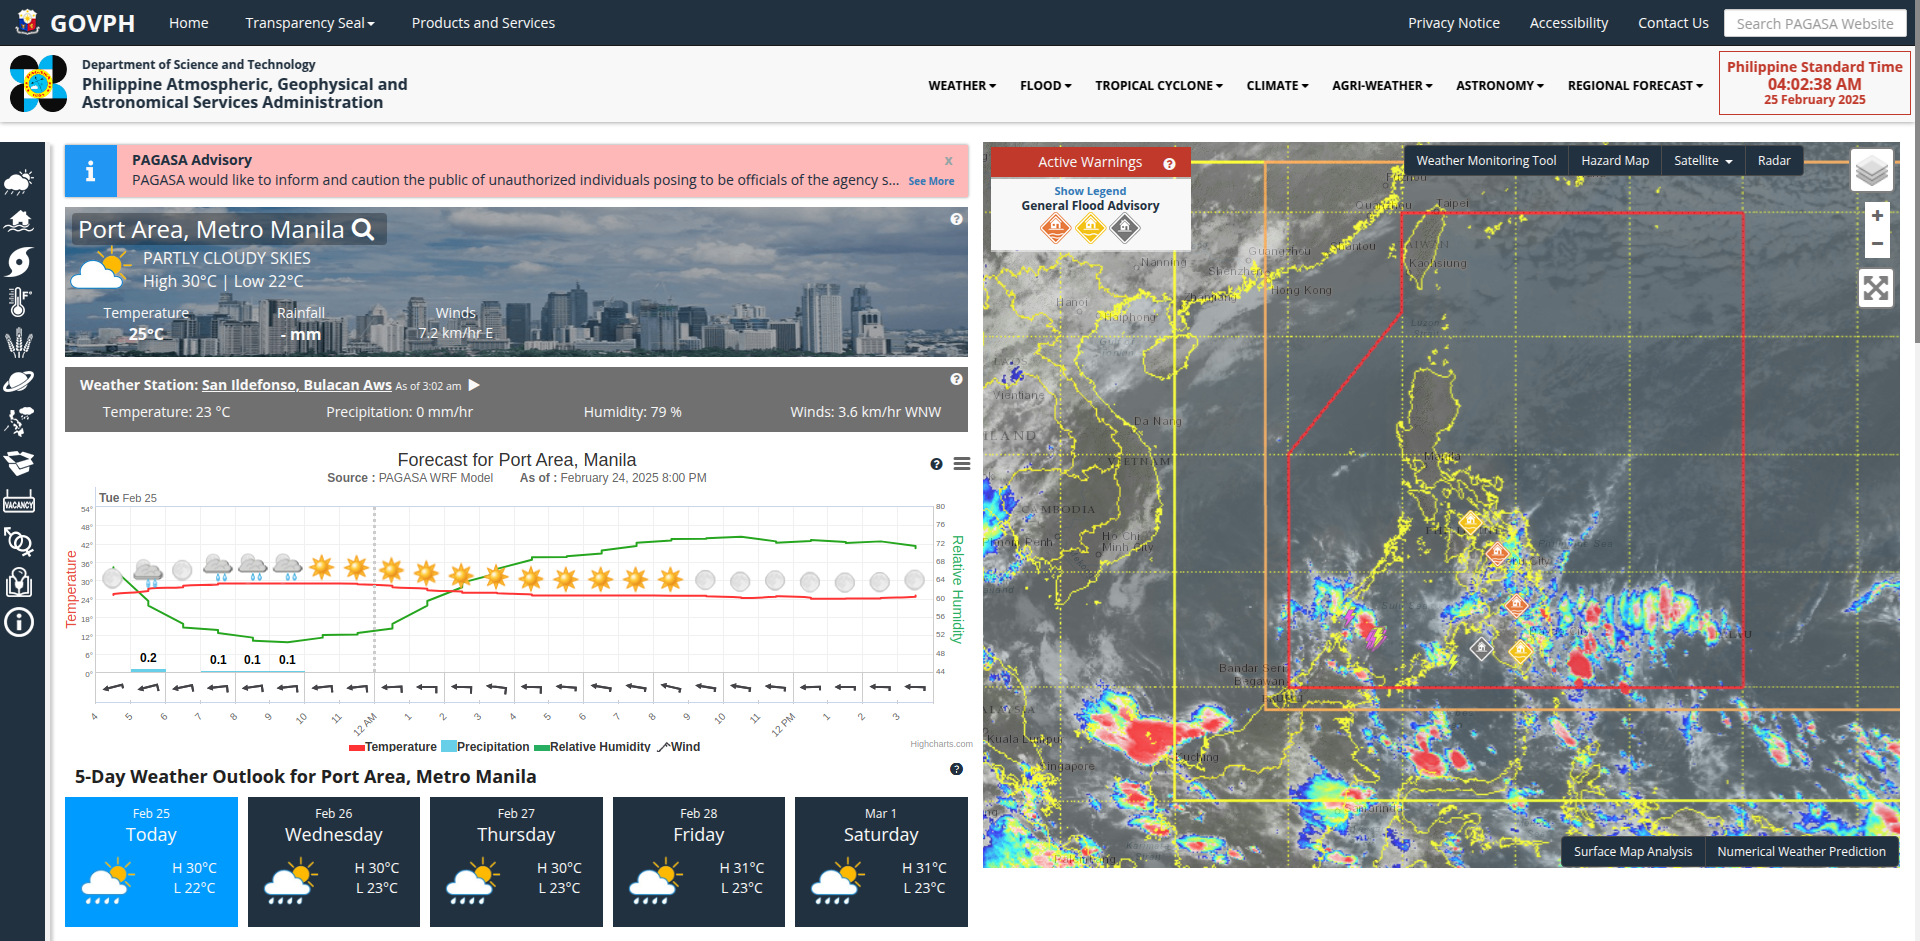 GOVPH
Home
Transparency Seal
Products and Services
Privacy Notice
Accessibility
Contact Us
Search PAGASA Website
Department of Science and Technology
Philippine Atmospheric, Geophysical and
Astronomical Services Administration
WEATHER
FLOOD
TROPICAL CYCLONE
CLIMATE
AGRI-WEATHER
ASTRONOMY
REGIONAL FORECAST
Philippine Standard Time
04:02:38 AM
25 February 2025
VACANCY
i
PAGASA Advisory
x
PAGASA would like to inform and caution the public of unauthorized individuals posing to be officials of the agency s... See More
Port Area, Metro Manila
PARTLY CLOUDY SKIES
High 30°C | Low 22°C
Temperature
25°C
Rainfall
- mm
Winds
7.2 km/hr E
Weather Station: San Ildefonso, Bulacan Aws As of 3:02 am
Temperature: 23 °C
Precipitation: 0 mm/hr
Humidity: 79 %
Winds: 3.6 km/hr WNW
Forecast for Port Area, Manila
Source : PAGASA WRF Model As of : February 24, 2025 8:00 PM
Tue Feb 25
54°
48°
42°
36°
30°
24°
18°
12°
6°
0°
Temperature
80
76
72
68
64
60
56
52
48
44
Relative Humidity
0.2
0.1
0.1
0.1
4 5 6 7 8 9 10 11 12 AM 1 2 3 4 5 6 7 8 9 10 11 12 PM 1 2 3
Temperature Precipitation Relative Humidity Wind
Highcharts.com
5-Day Weather Outlook for Port Area, Metro Manila
Feb 25
Today
H 30°C
L 22°C
Feb 26
Wednesday
H 30°C
L 23°C
Feb 27
Thursday
H 30°C
L 23°C
Feb 28
Friday
H 31°C
L 23°C
Mar 1
Saturday
H 31°C
L 23°C
Active Warnings
Show Legend
General Flood Advisory
Weather Monitoring Tool
Hazard Map
Satellite
Radar
+
−
Taipei
Kaohsiung
Guangzhou
Shenzhen
Hong Kong
Nanning
Hanoi
Haiphong
Vientiane
Da Nang
VIETNAM
Ho Chi
Minh City
Manila
Bandar Seri
Begawan
Kuala Lumpur
Kuching
Samarinda
Surface Map Analysis
Numerical Weather Prediction